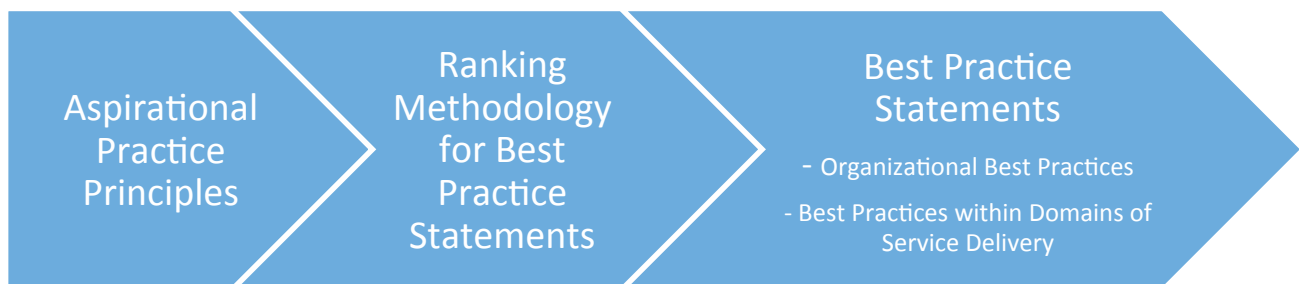 Aspirational
Practice
Principles
Ranking
Methodology
for Best
Practice
Statements
Best Practice
Statements
- Organizational Best Practices
- Best Practices within Domains of
Service Delivery